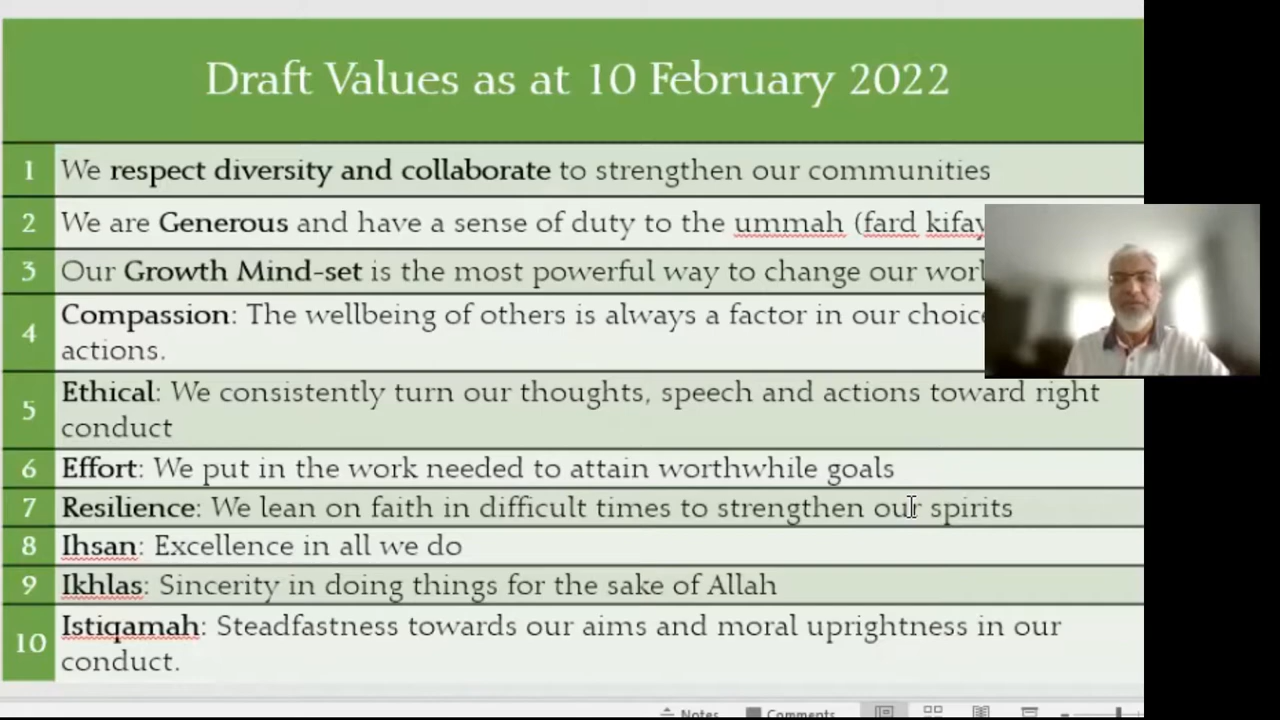 Draft Values as at 10 February 2022
1 We respect diversity and collaborate to strengthen our communities
2 We are Generous and have a sense of duty to the ummah (fard
3 Our Growth Mind-set is the most powerful way to change our
4 Compassion: The wellbeing of others is always a factor in our
actions.
5 Ethical: We consistently turn our thoughts, speech and actions toward right
conduct
6 Effort: We put in the work needed to attain worthwhile goals
7 Resilience: We lean on faith in difficult times to strengthen our spirits
8 Ihsan: Excellence in all we do
9 Ikhlas: Sincerity in doing things for the sake of Allah
10 Istiqamah: Steadfastness towards our aims and moral uprightness in our
conduct.
Notes Comments